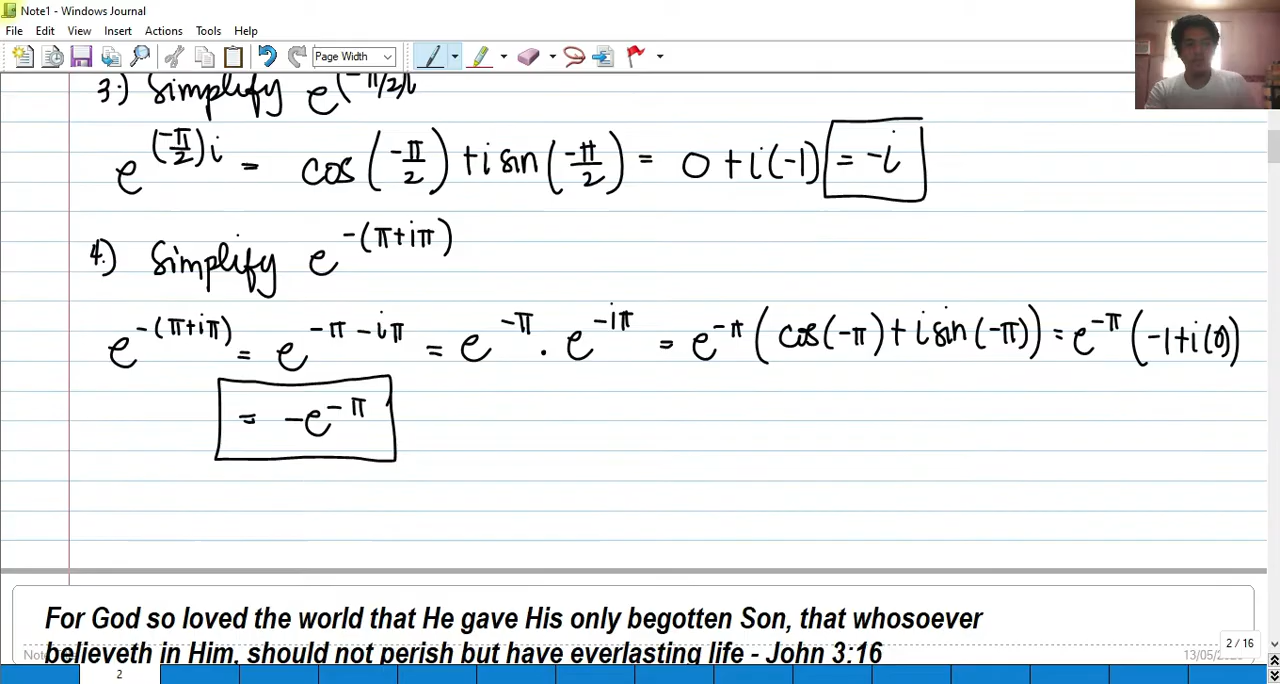 Note1 - Windows Journal
File Edit View Insert Actions Tools Help
Page Width
3.) Simplify e^(-π/2)i
e^(-π/2)i = cos(-π/2) + i sin(-π/2) = 0 + i(-1) = -i
4.) Simplify e^-(π+iπ)
e^-(π+iπ) = e^-π-iπ = e^-π . e^-iπ = e^-π (cos(-π) + i sin(-π)) = e^-π (-1+i(0)
= -e^-π
For God so loved the world that He gave His only begotten Son, that whosoever
believeth in Him, should not perish but have everlasting life - John 3:16
2 / 16
2